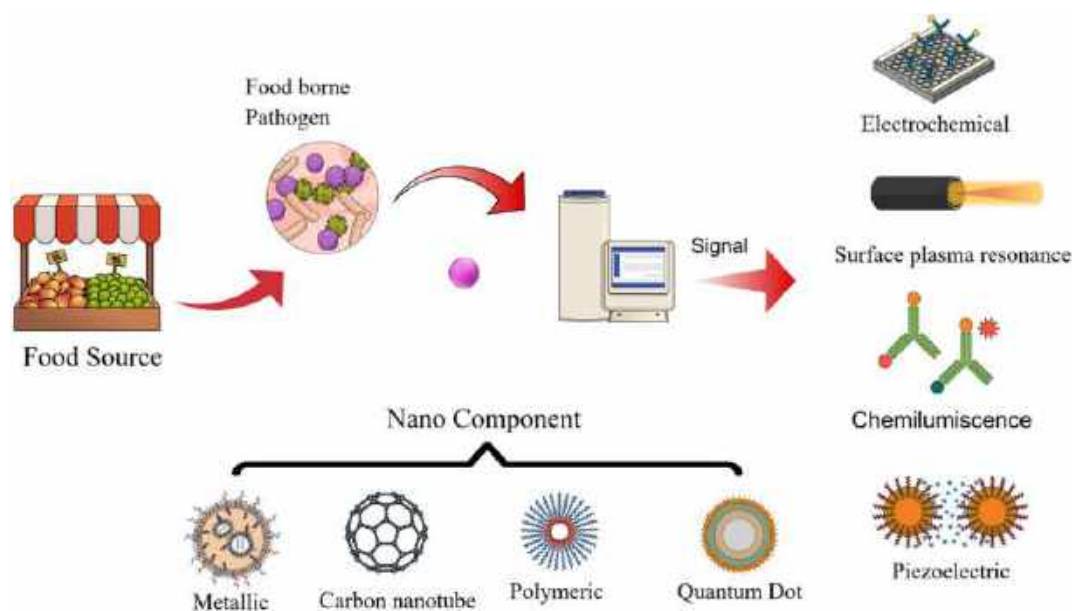 Food borne
Pathogen
Electrochemical
Signal
Surface plasma resonance
Food Source
Chemilumiscence
Nano Component
Metallic
Carbon nanotube
Polymeric
Quantum Dot
Piezoelectric